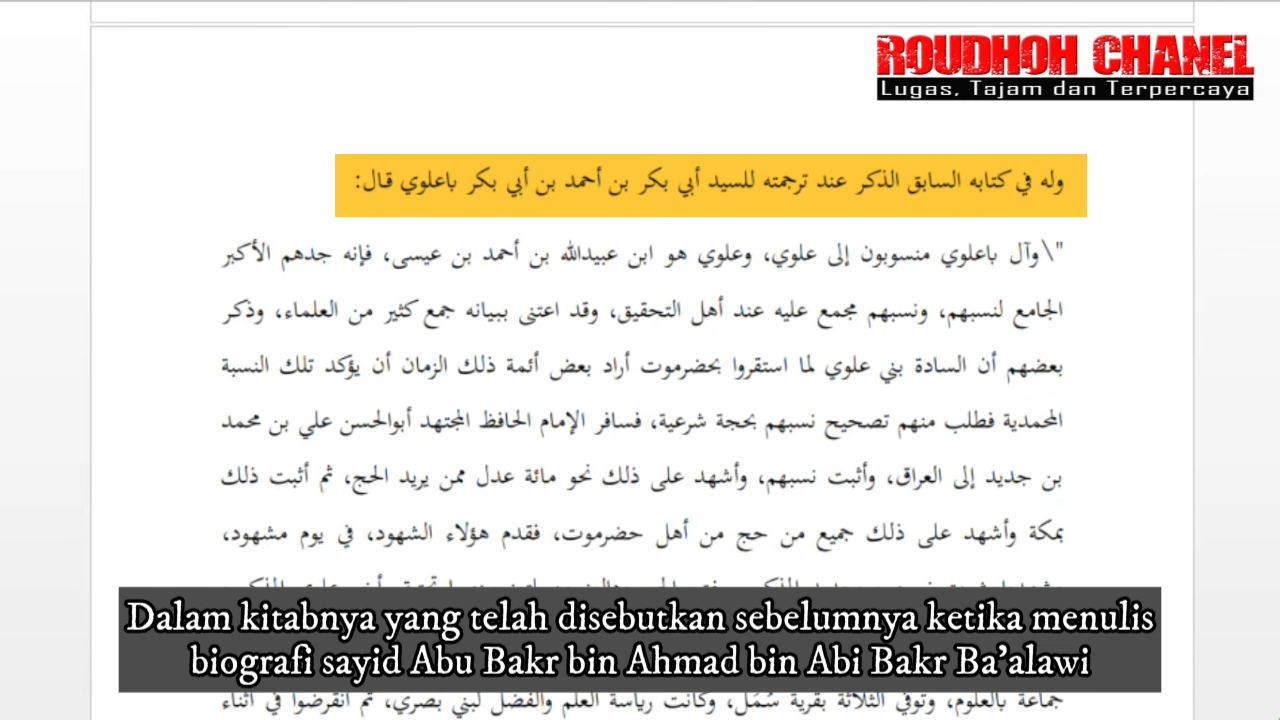 ROUDHOH CHANEL
Lugas, Tajam dan Terpercaya
وله في كتابه السابق الذكر عند ترجمته للسيد أبي بكر بن أحمد بن أبي بكر باعلوي قال:
"\وآل باعلوي منسوبون إلى علوي، وعلوي هو ابن عبيدالله بن أحمد بن عيسى، فإنه جدهم الأكبر
الجامع لنسبهم، ونسبهم مجمع عليه عند أهل التحقيق، وقد اعتنى ببيانه جمع كثير من العلماء، وذكر
بعضهم أن السادة بني علوي لما استقروا بحضرموت أراد بعض أئمة ذلك الزمان أن يؤكد تلك النسبة
المحمدية فطلب منهم تصحيح نسبهم بحجة شرعية، فسافر الإمام الحافظ المجتهد أبوالحسن علي بن محمد
بن جديد إلى العراق، وأثبت نسبهم، وأشهد على ذلك نحو مائة عدل ممن يريد الحج، ثم أثبت ذلك
بمكة وأشهد على ذلك جميع من حج من أهل حضرموت، فقدم هؤلاء الشهود، في يوم مشهود،
Dalam kitabnya yang telah disebutkan sebelumnya ketika menulis
biografi sayid Abu Bakr bin Ahmad bin Abi Bakr Ba'alawi
جماعة بالعلوم، وتوفي الثلاثة بقرية سُمَل، وكانت رياسة العلم والفضل لبني بصري، ثم انقرضوا في أثناء